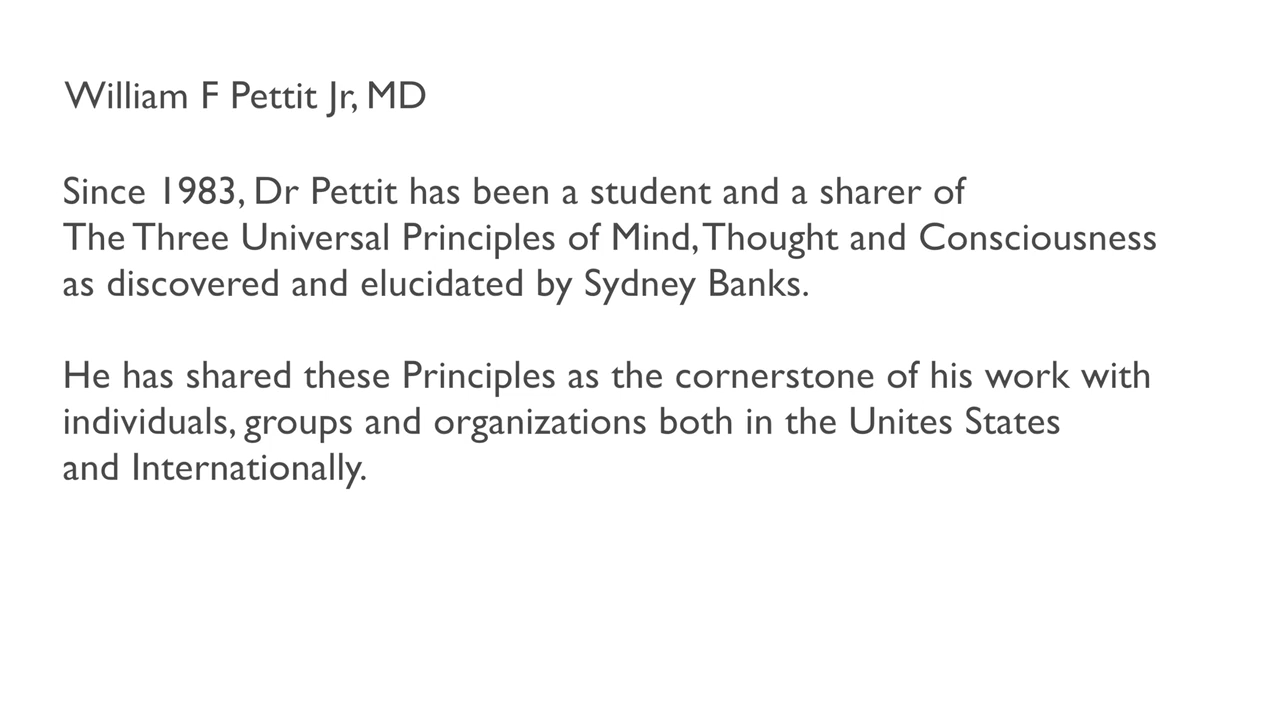 William F Pettit Jr, MD
Since 1983, Dr Pettit has been a student and a sharer of
The Three Universal Principles of Mind, Thought and Consciousness
as discovered and elucidated by Sydney Banks.
He has shared these Principles as the cornerstone of his work with
individuals, groups and organizations both in the Unites States
and Internationally.